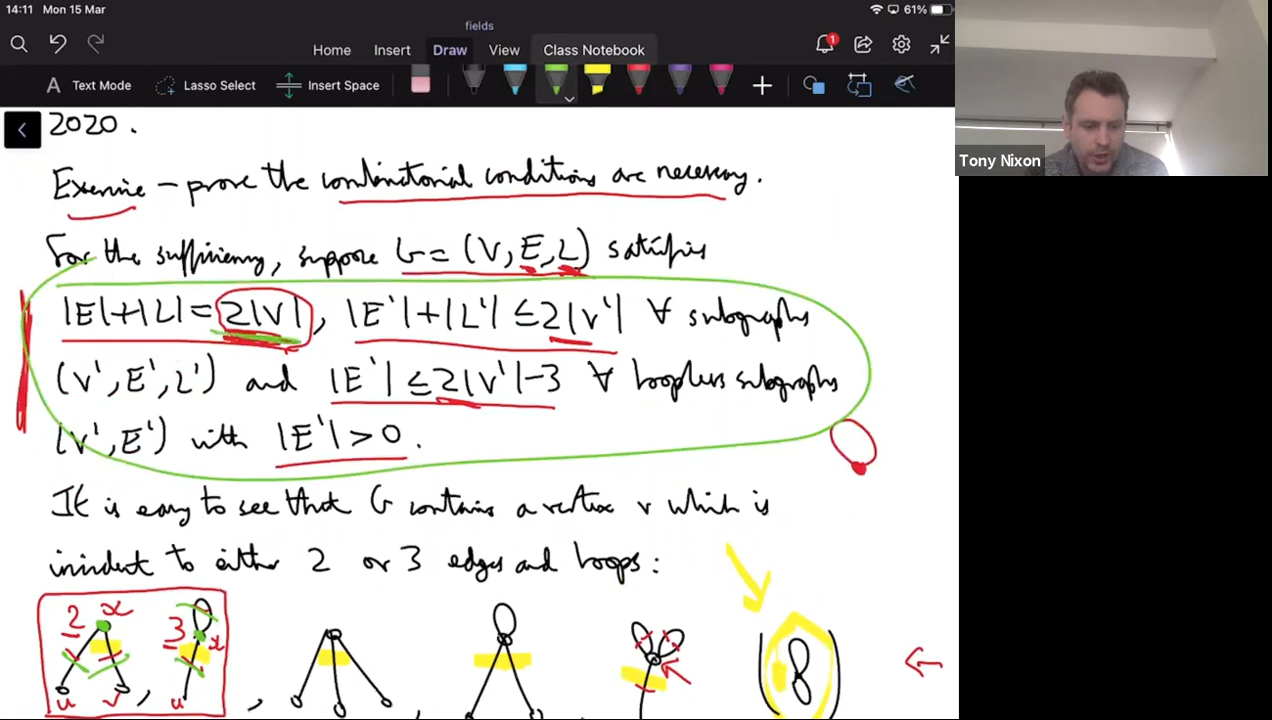 14:11 Mon 15 Mar
61%
fields
Home Insert Draw View Class Notebook
1
Text Mode Lasso Select Insert Space
2020.
Exercise – prove the combinatorial conditions are necessary.
For the sufficiency, suppose G = (V, E, L) satisfies
|E|+|L| = 2|V|, |E'|+|L'| ≤ 2|V'| ∀ subgraphs
(V', E', L') and |E'| ≤ 2|V'|-3 ∀ loopless subgraphs
(V', E') with |E'| > 0.
It is easy to see that G contains a vertex v which is
incident to either 2 or 3 edges and loops:
2 x 3 x
u v , u ,
Tony Nixon